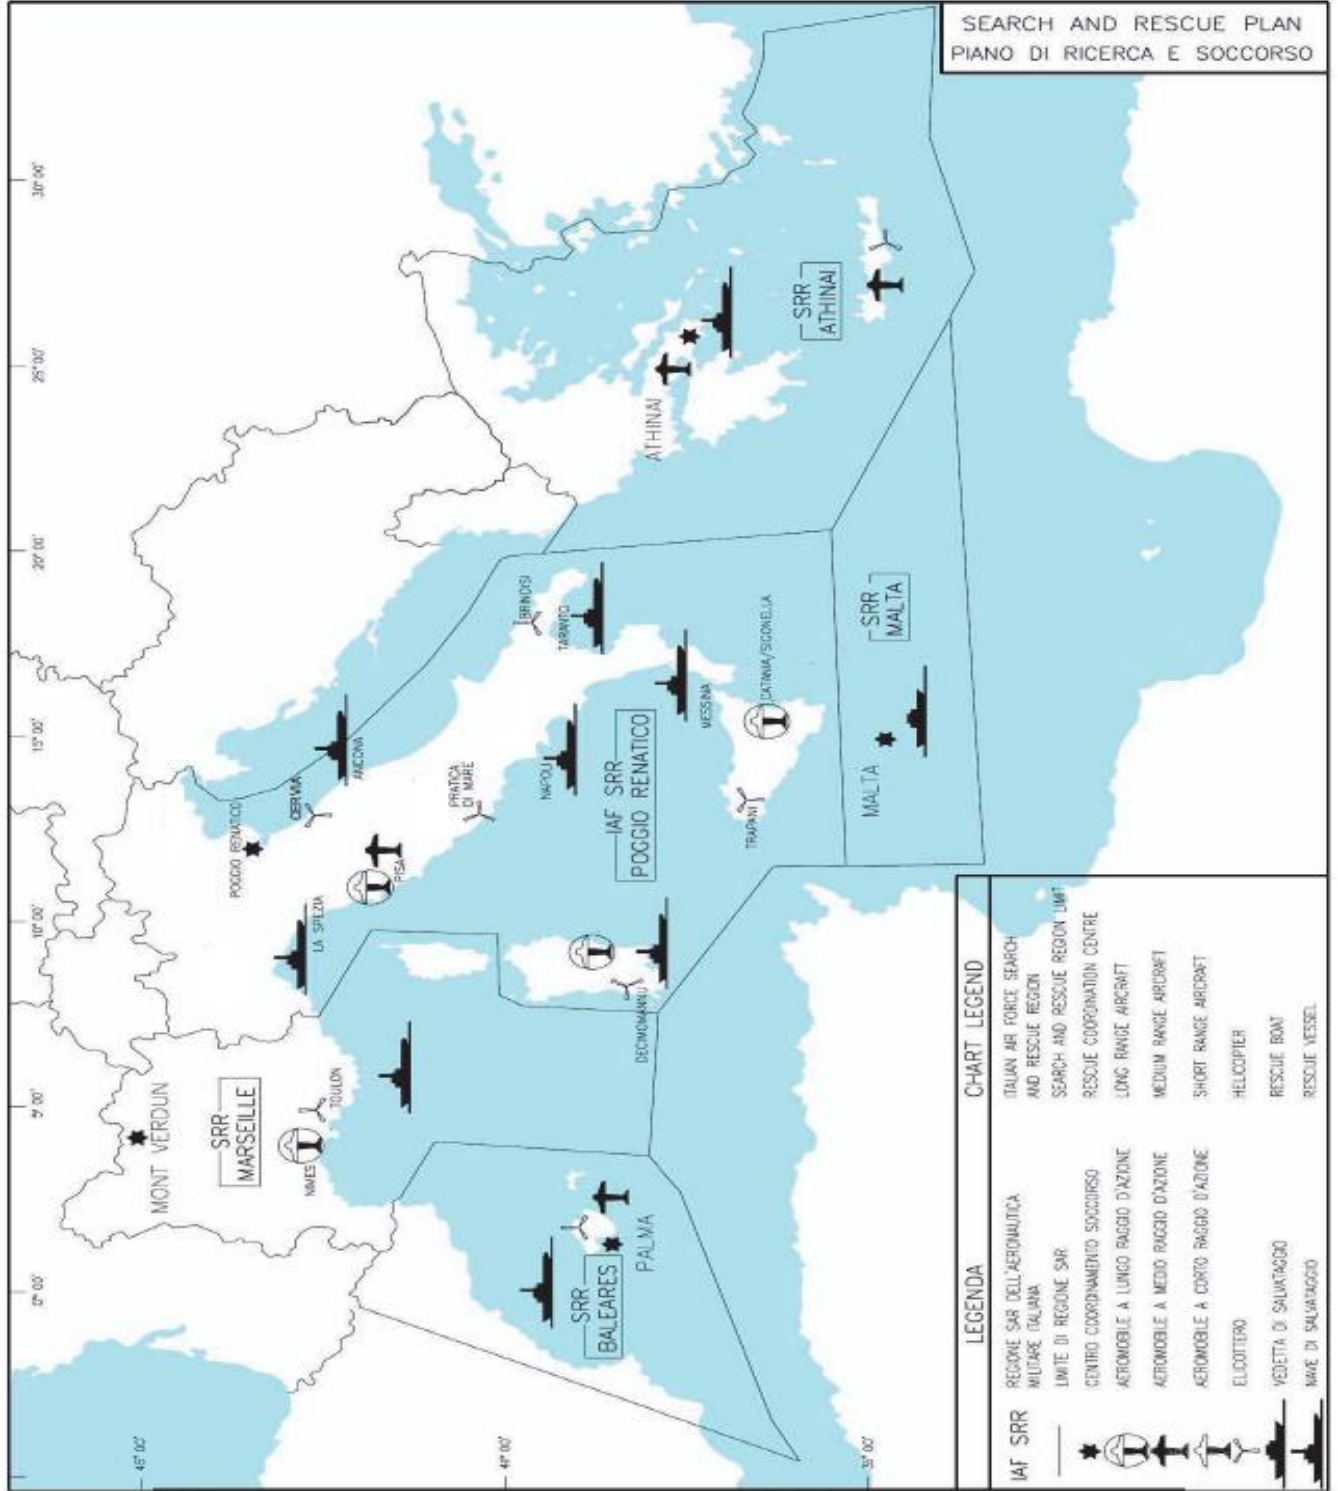 SEARCH AND RESCUE PLAN
PIANO DI RICERCA E SOCCORSO
0° 00'
5° 00'
10° 00'
15° 00'
20° 00'
25° 00'
30° 00'
MONT VERDUN
SRR
MARSEILLE
NIMES
TOULON
SRR
BALEARES
PALMA
POGGIO RENATICO
CERVIA
ANCONA
LA SPEZIA
PISA
PRATICA
DI MARE
NAPOLI
BRINDISI
TARANTO
MESSINA
CATANIA/SIGONELLA
TRAPANI
DECIMOMANNU
IAF SRR
POGGIO RENATICO
SRR
MALTA
MALTA
SRR
ATHINAI
ATHINAI
LEGENDA
CHART LEGEND
IAF SRR
REGIONE SAR DELL'AERONAUTICA
MILITARE ITALIANA
ITALIAN AIR FORCE SEARCH
AND RESCUE REGION
LIMITE DI REGIONE SAR
SEARCH AND RESCUE REGION LIMIT
CENTRO COORDINAMENTO SOCCORSO
RESCUE COORDINATION CENTRE
AEROMOBILE A LUNGO RAGGIO D'AZIONE
LONG RANGE AIRCRAFT
AEROMOBILE A MEDIO RAGGIO D'AZIONE
MEDIUM RANGE AIRCRAFT
AEROMOBILE A CORTO RAGGIO D'AZIONE
SHORT RANGE AIRCRAFT
ELICOTTERO
HELICOPTER
VEDETTA DI SALVATAGGIO
RESCUE BOAT
NAVE DI SALVATAGGIO
RESCUE VESSEL